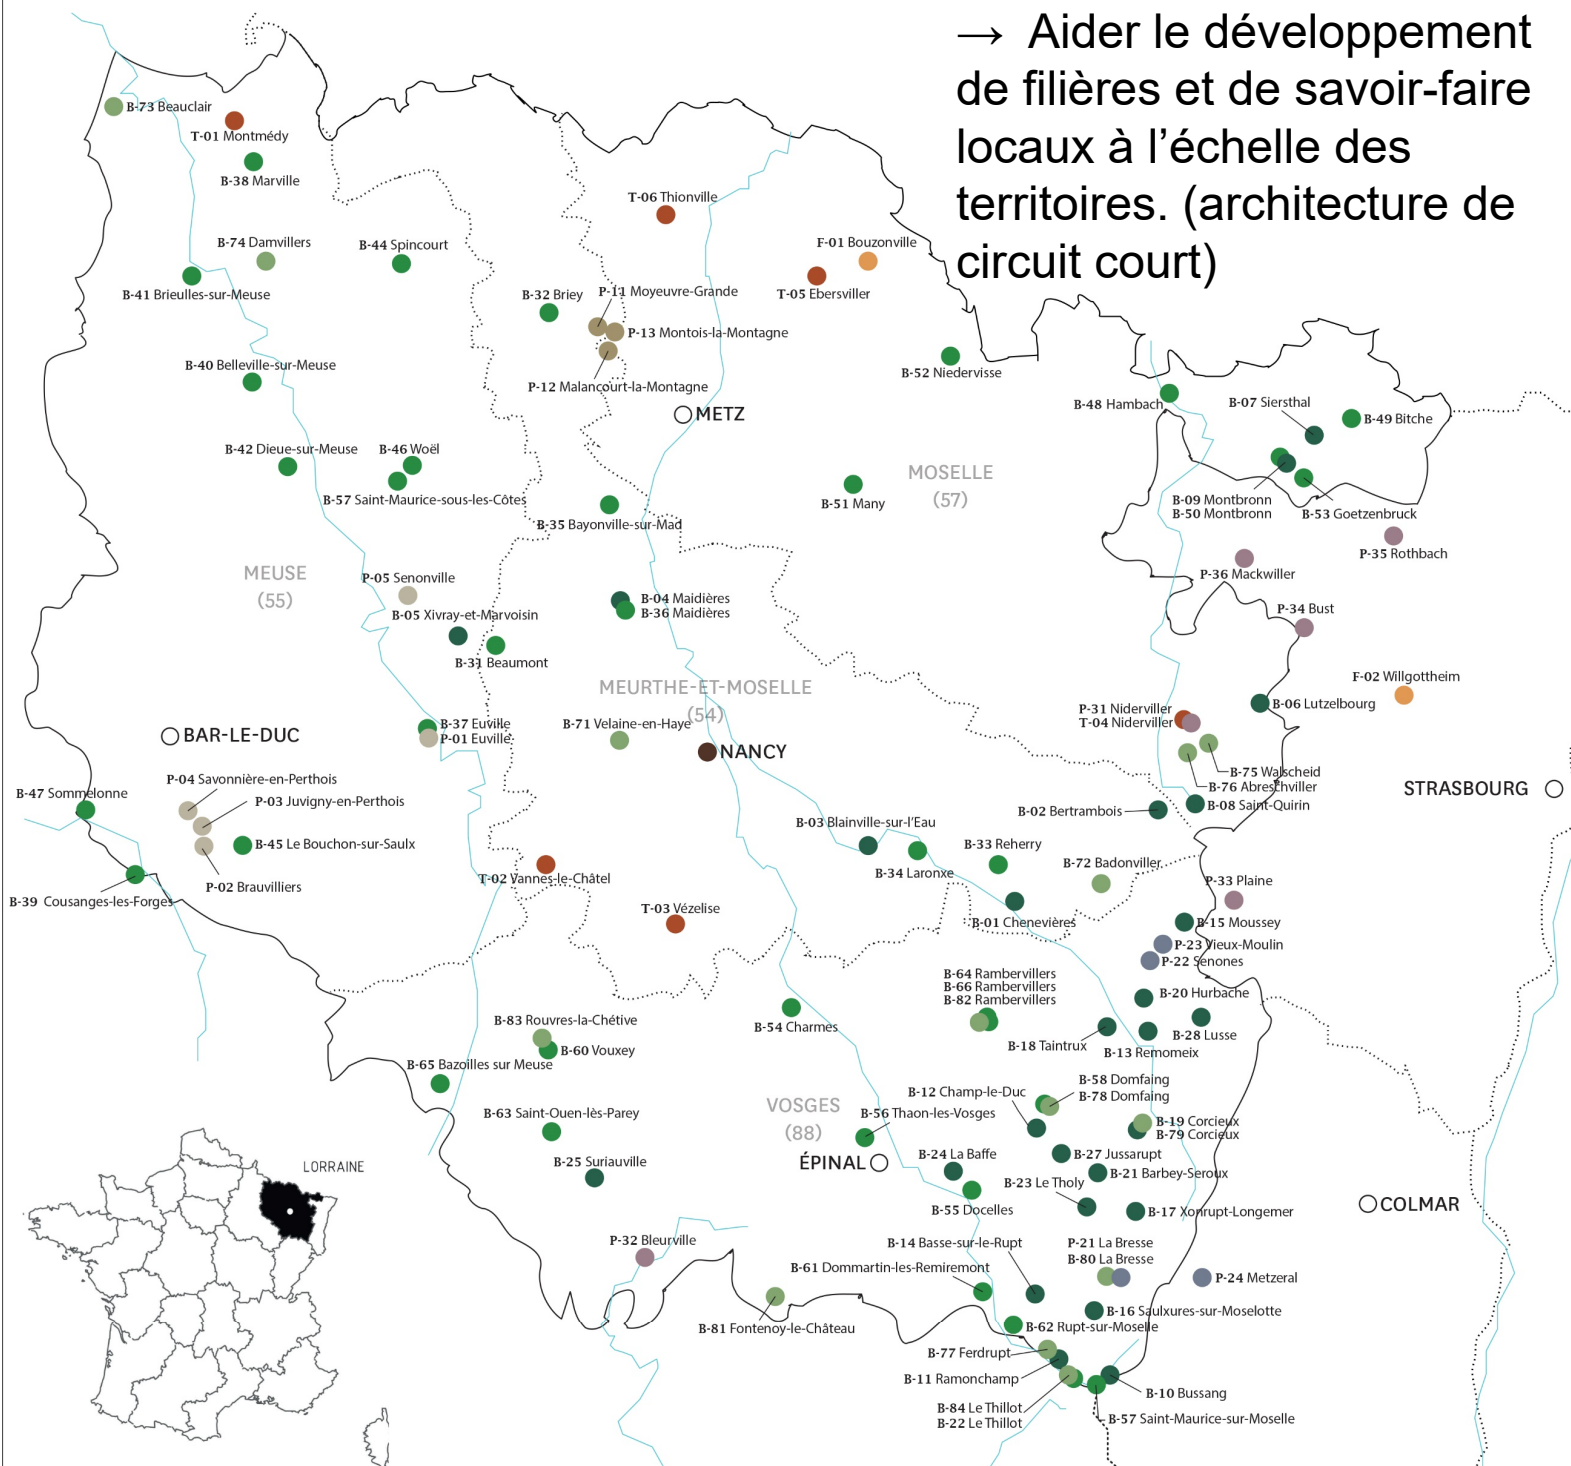 → Aider le développement
de filières et de savoir-faire
locaux à l’échelle des
territoires. (architecture de
circuit court)
B-73 Beauclair
T-01 Montmédy
B-38 Marville
T-06 Thionville
B-74 Damvillers
B-44 Spincourt
F-01 Bouzonville
B-41 Brieulles-sur-Meuse
B-32 Briey
P-11 Moyeuvre-Grande
T-05 Ebersviller
P-13 Montois-la-Montagne
B-40 Belleville-sur-Meuse
P-12 Malancourt-la-Montagne
B-52 Niedervisse
METZ
B-48 Hambach
B-07 Siersthal
B-49 Bitche
B-42 Dieue-sur-Meuse
B-46 Woël
MOSELLE
(57)
B-57 Saint-Maurice-sous-les-Côtes
B-51 Many
B-09 Montbronn
B-50 Montbronn
B-53 Goetzenbruck
B-35 Bayonville-sur-Mad
P-35 Rothbach
MEUSE
(55)
P-05 Senonville
P-36 Mackwiller
B-04 Maidières
B-36 Maidières
B-05 Xivray-et-Marvoisin
P-34 Bust
B-31 Beaumont
MEURTHE-ET-MOSELLE
(54)
F-02 Willgottheim
B-06 Lutzelbourg
P-31 Niderviller
T-04 Niderviller
B-37 Euville
P-01 Euville
B-71 Velaine-en-Haye
BAR-LE-DUC
NANCY
P-04 Savonnière-en-Perthois
B-75 Walscheid
B-76 Abreschviller
STRASBOURG
B-47 Sommelonne
P-03 Juvigny-en-Perthois
B-08 Saint-Quirin
B-02 Bertrambois
B-03 Blainville-sur-l’Eau
B-45 Le Bouchon-sur-Saulx
B-33 Reherry
B-34 Laronxe
B-72 Badonviller
P-02 Brauvilliers
T-02 Vannes-le-Châtel
P-33 Plaine
B-39 Cousanges-les-Forges
T-03 Vézelise
B-01 Chenevières
B-15 Moussey
P-23 Vieux-Moulin
P-22 Senones
B-64 Rambervillers
B-66 Rambervillers
B-82 Rambervillers
B-20 Hurbache
B-83 Rouvres-la-Chétive
B-54 Charmes
B-28 Lusse
B-60 Vouxey
B-18 Taintrux
B-13 Remomeix
B-65 Bazoilles sur Meuse
B-58 Domfaing
B-78 Domfaing
B-12 Champ-le-Duc
VOSGES
(88)
B-63 Saint-Ouen-lès-Parey
B-56 Thaon-les-Vosges
B-19 Corcieux
B-79 Corcieux
ÉPINAL
B-24 La Baffe
B-27 Jussarupt
B-25 Suriauville
B-21 Barbey-Seroux
LORRAINE
B-23 Le Tholy
COLMAR
B-55 Docelles
B-17 Xonrupt-Longemer
P-32 Bleurville
B-14 Basse-sur-le-Rupt
P-21 La Bresse
B-80 La Bresse
B-61 Dommartin-les-Remiremont
P-24 Metzeral
B-16 Saulxures-sur-Moselotte
B-81 Fontenoy-le-Château
B-62 Rupt-sur-Moselle
B-77 Ferdrupt
B-11 Ramonchamp
B-10 Bussang
B-84 Le Thillot
B-22 Le Thillot
B-57 Saint-Maurice-sur-Moselle